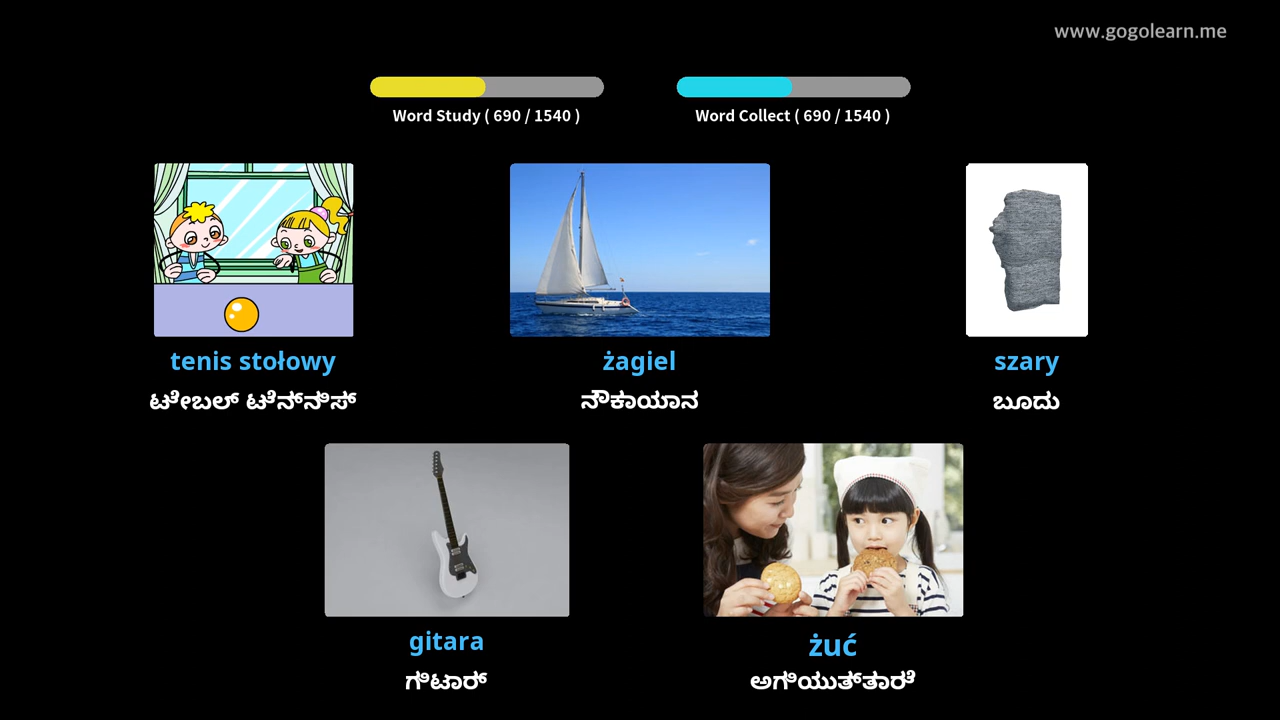 www.gogolearn.me
Word Study ( 690 / 1540 )
Word Collect ( 690 / 1540 )
tenis stołowy
ಟೇಬಲ್ ಟೆನ್ನಿಸ್
żagiel
ನೌಕಾಯಾನ
szary
ಬೂದು
gitara
ಗಿಟಾರ್
żuć
ಅಗಿಯುತ್ತಾರೆ